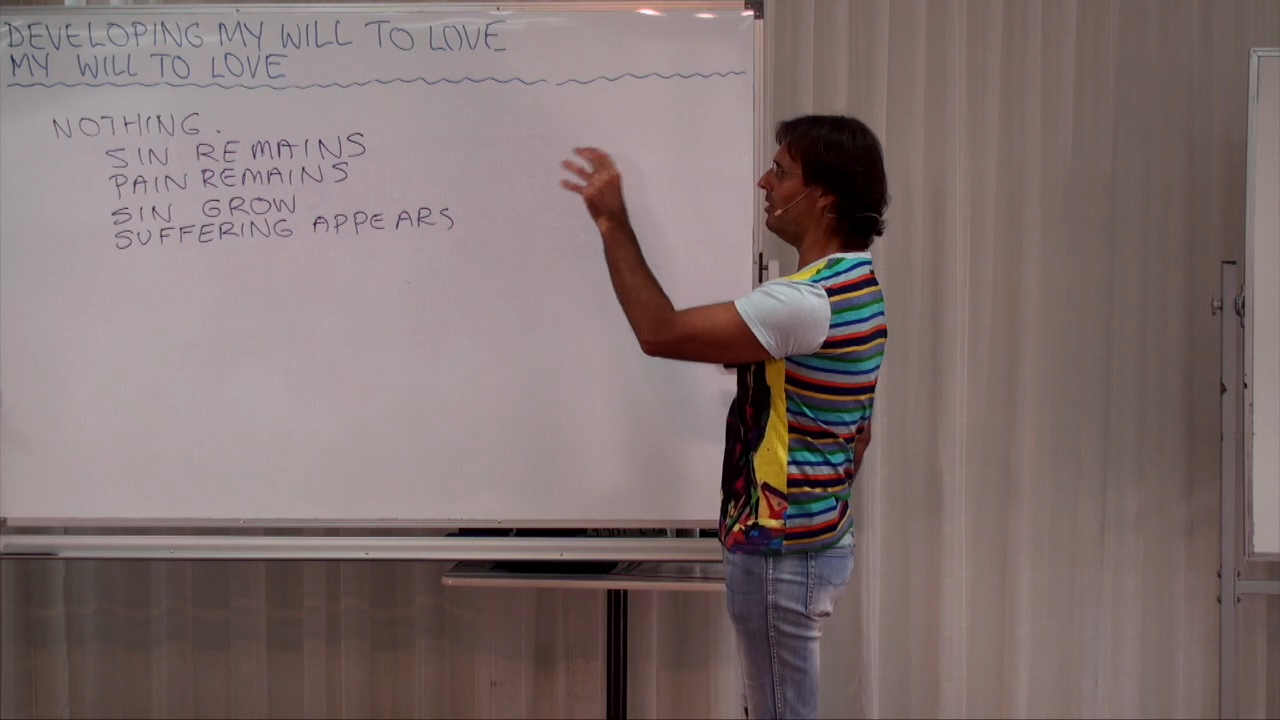 DEVELOPING MY WILL TO LOVE
MY WILL TO LOVE
NOTHING.
SIN REMAINS
PAIN REMAINS
SIN GROW
SUFFERING APPEARS